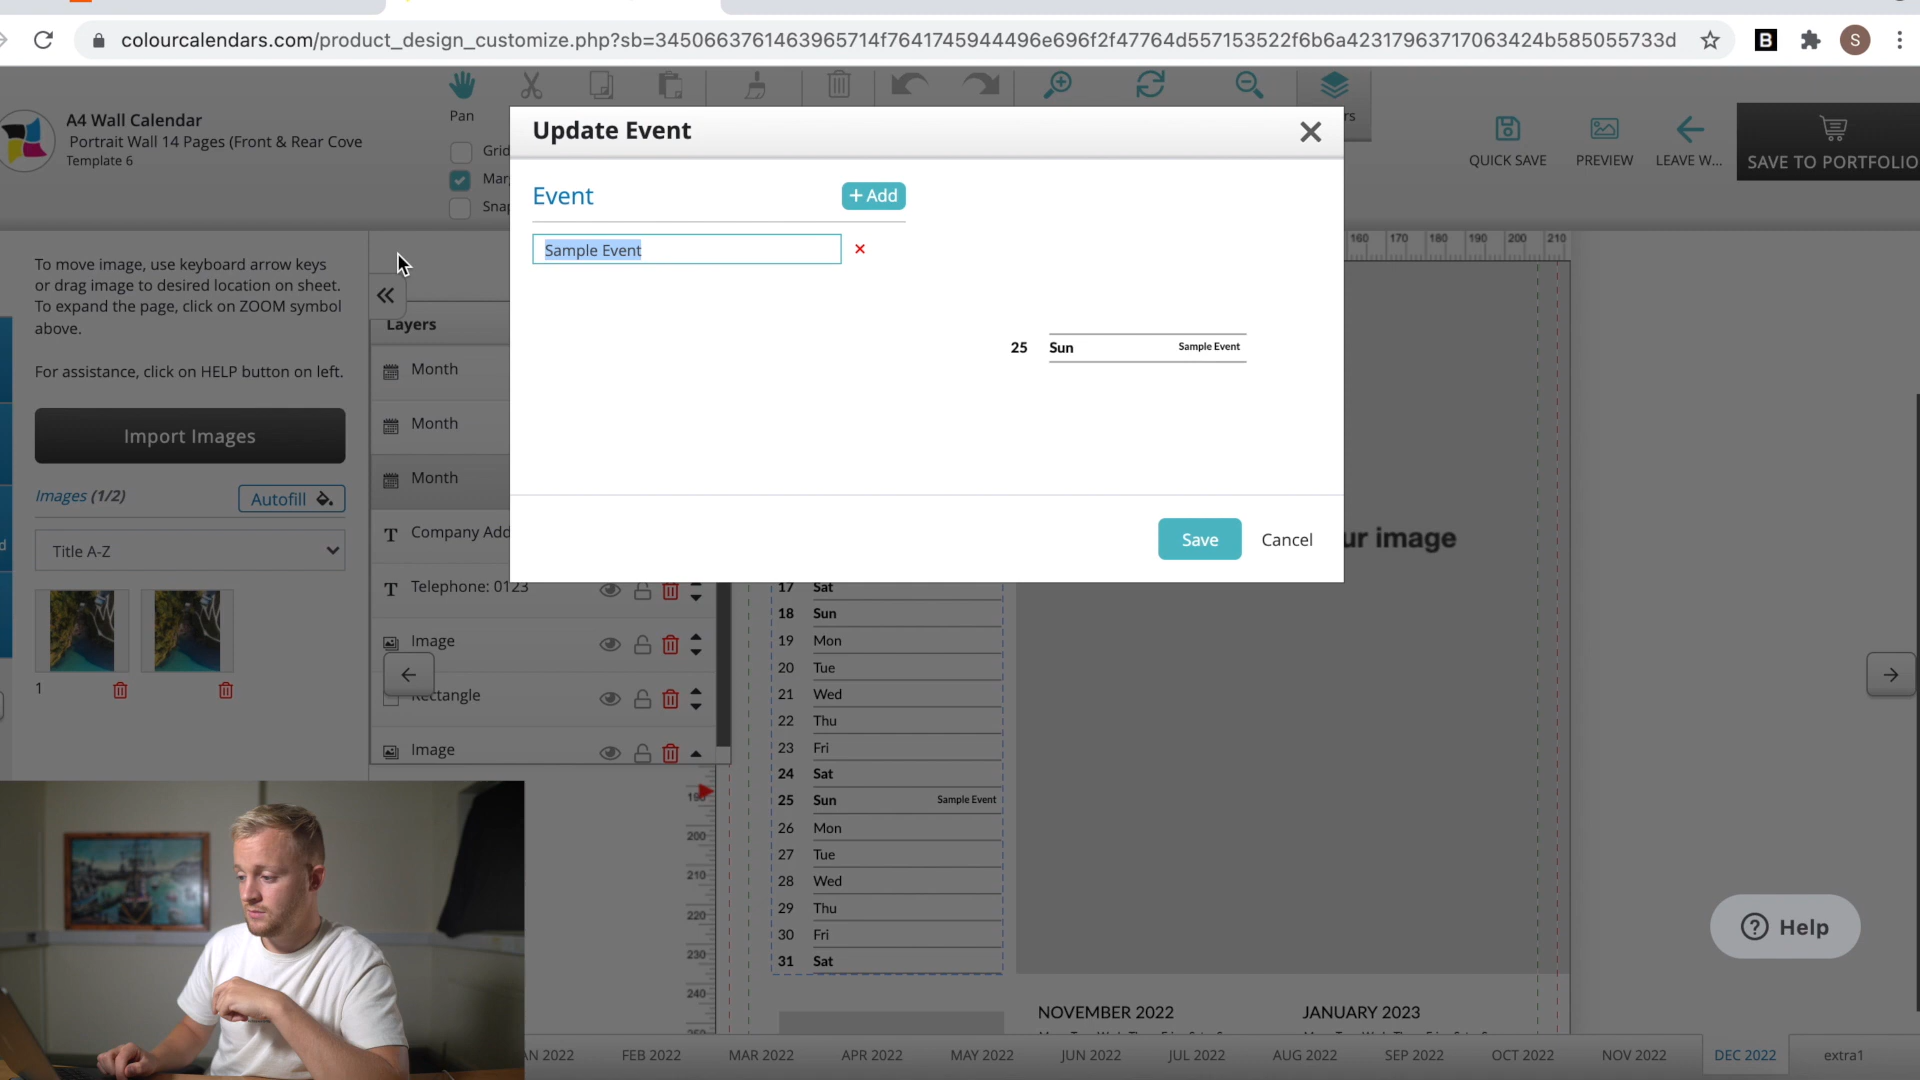 colourcalendars.com/product_design_customize.php?sb=3450663761463965714f7641745944496e696f2f47764d557153522f6b6a42317963717063424b585055733d
B
S
A4 Wall Calendar
Portrait Wall 14 Pages (Front & Rear Cove
Template 6
Pan
Grid
QUICK SAVE
PREVIEW
LEAVE W...
SAVE TO PORTFOLIO
Update Event
Event
+ Add
Sample Event
25 Sun Sample Event
Save
Cancel
160 170 180 190 200 210
To move image, use keyboard arrow keys
or drag image to desired location on sheet.
To expand the page, click on ZOOM symbol
above.
For assistance, click on HELP button on left.
Import Images
Images (1/2)
Autofill
Title A-Z
1
Layers
Month
Month
Month
Company Add
Telephone: 0123
Image
Rectangle
Image
image
17 Sat
18 Sun
19 Mon
20 Tue
21 Wed
22 Thu
23 Fri
24 Sat
25 Sun Sample Event
26 Mon
27 Tue
28 Wed
29 Thu
30 Fri
31 Sat
200
210
220
230
240
NOVEMBER 2022
JANUARY 2023
Help
AN 2022
FEB 2022
MAR 2022
APR 2022
MAY 2022
JUN 2022
JUL 2022
AUG 2022
SEP 2022
OCT 2022
NOV 2022
DEC 2022
extra1